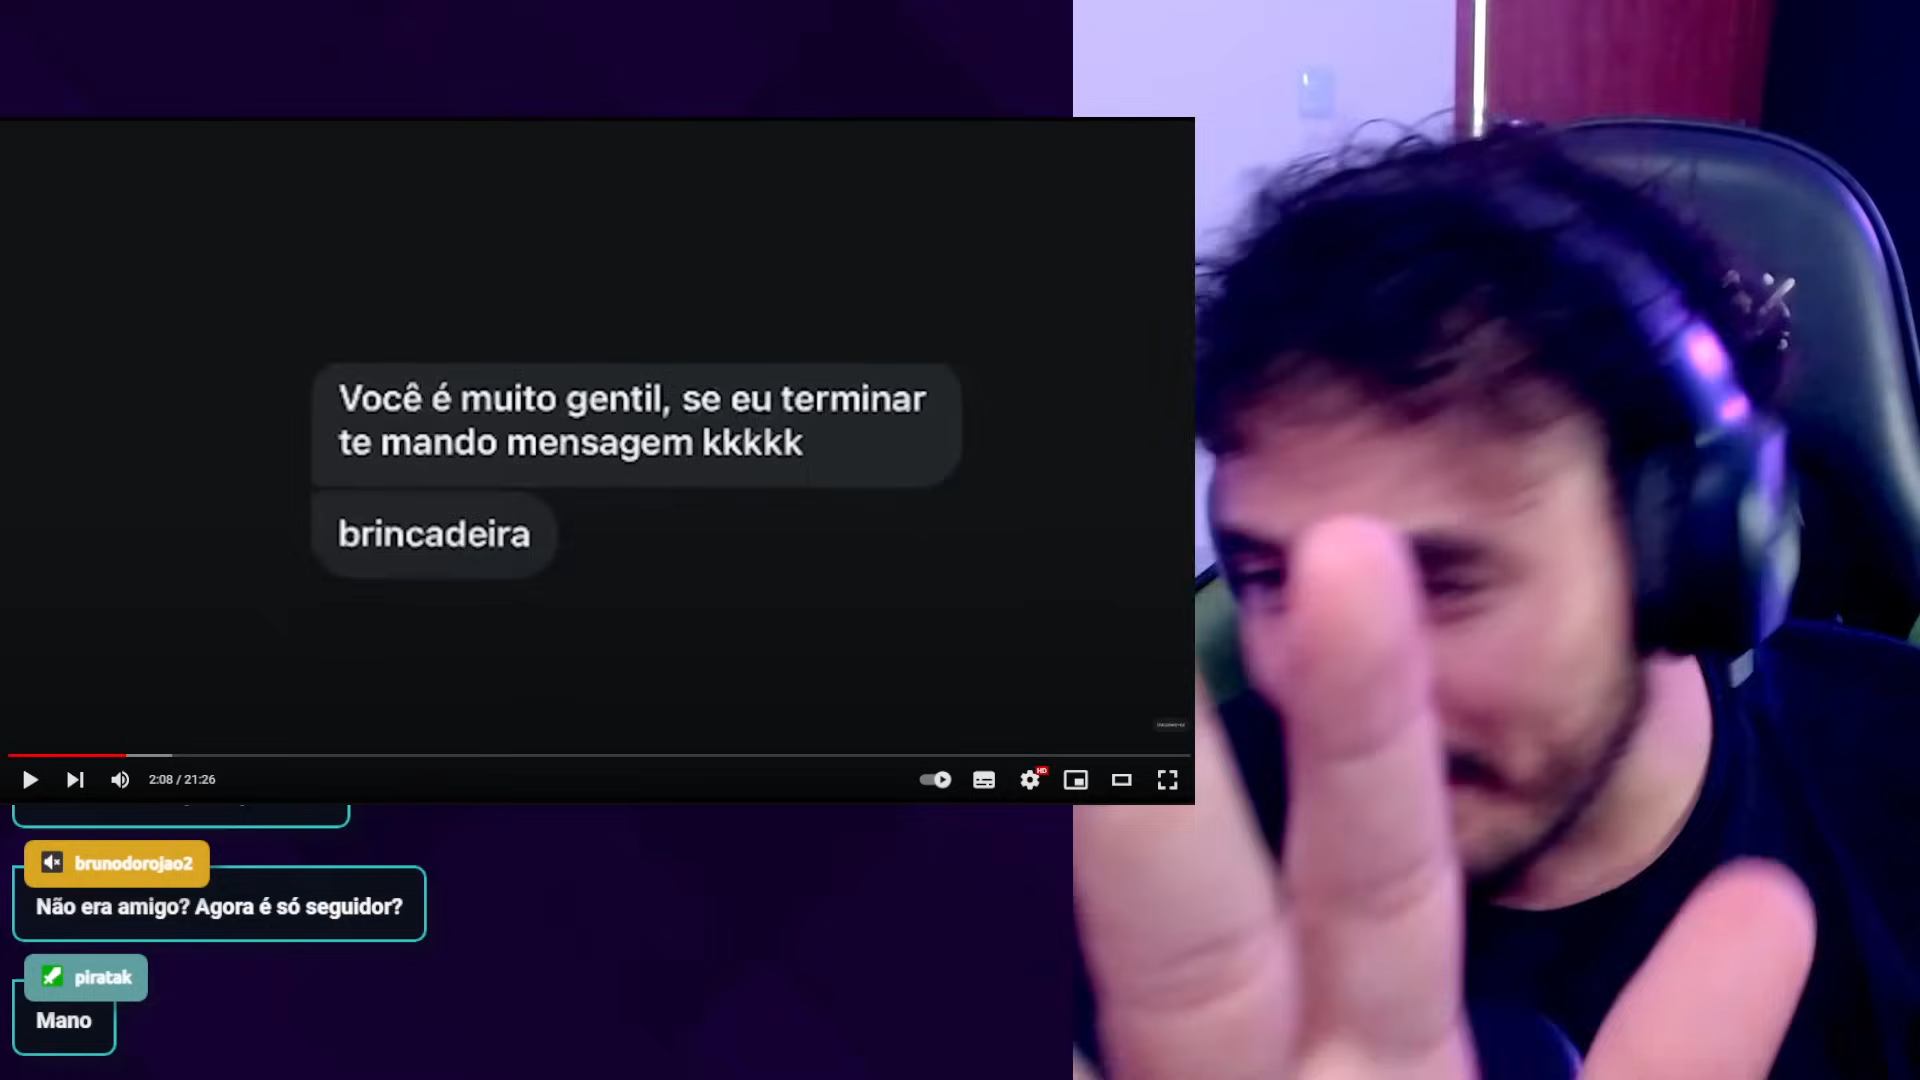 Você é muito gentil, se eu terminar
te mando mensagem kkkkk
brincadeira
2:08 / 21:26
HD
brunodorojao2
Não era amigo? Agora é só seguidor?
piratak
Mano